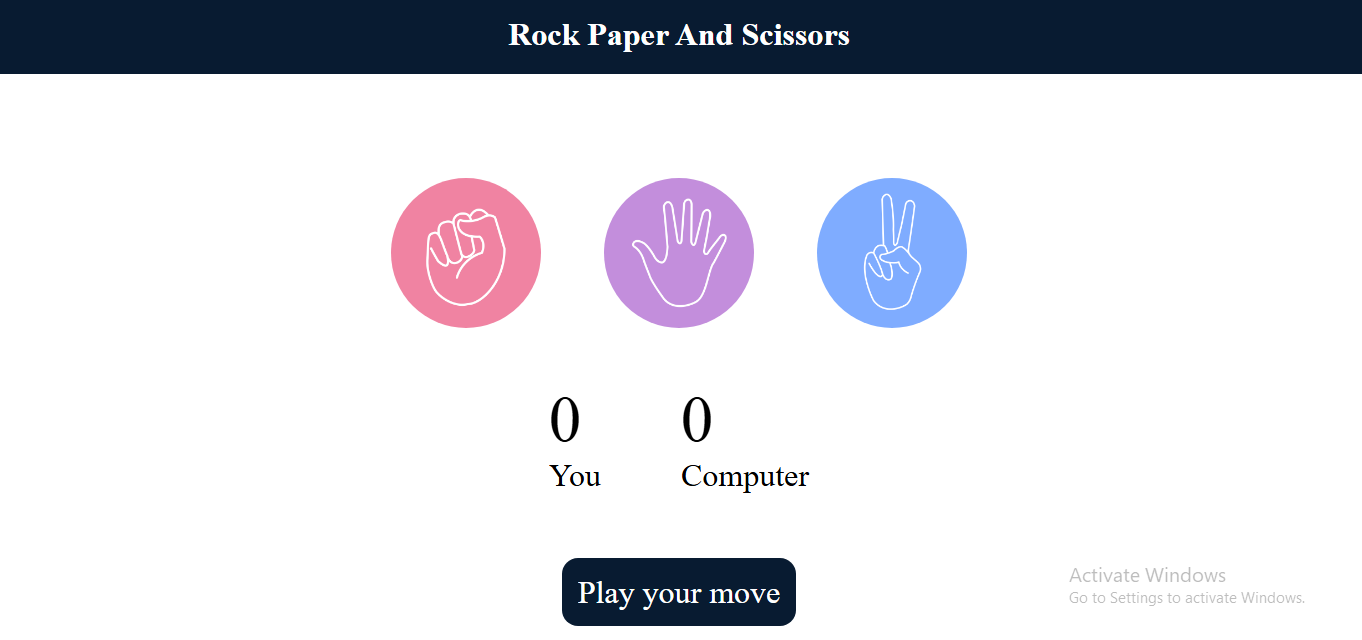 Rock Paper And Scissors
0 0
You Computer
Play your move
Activate Windows
Go to Settings to activate Windows.